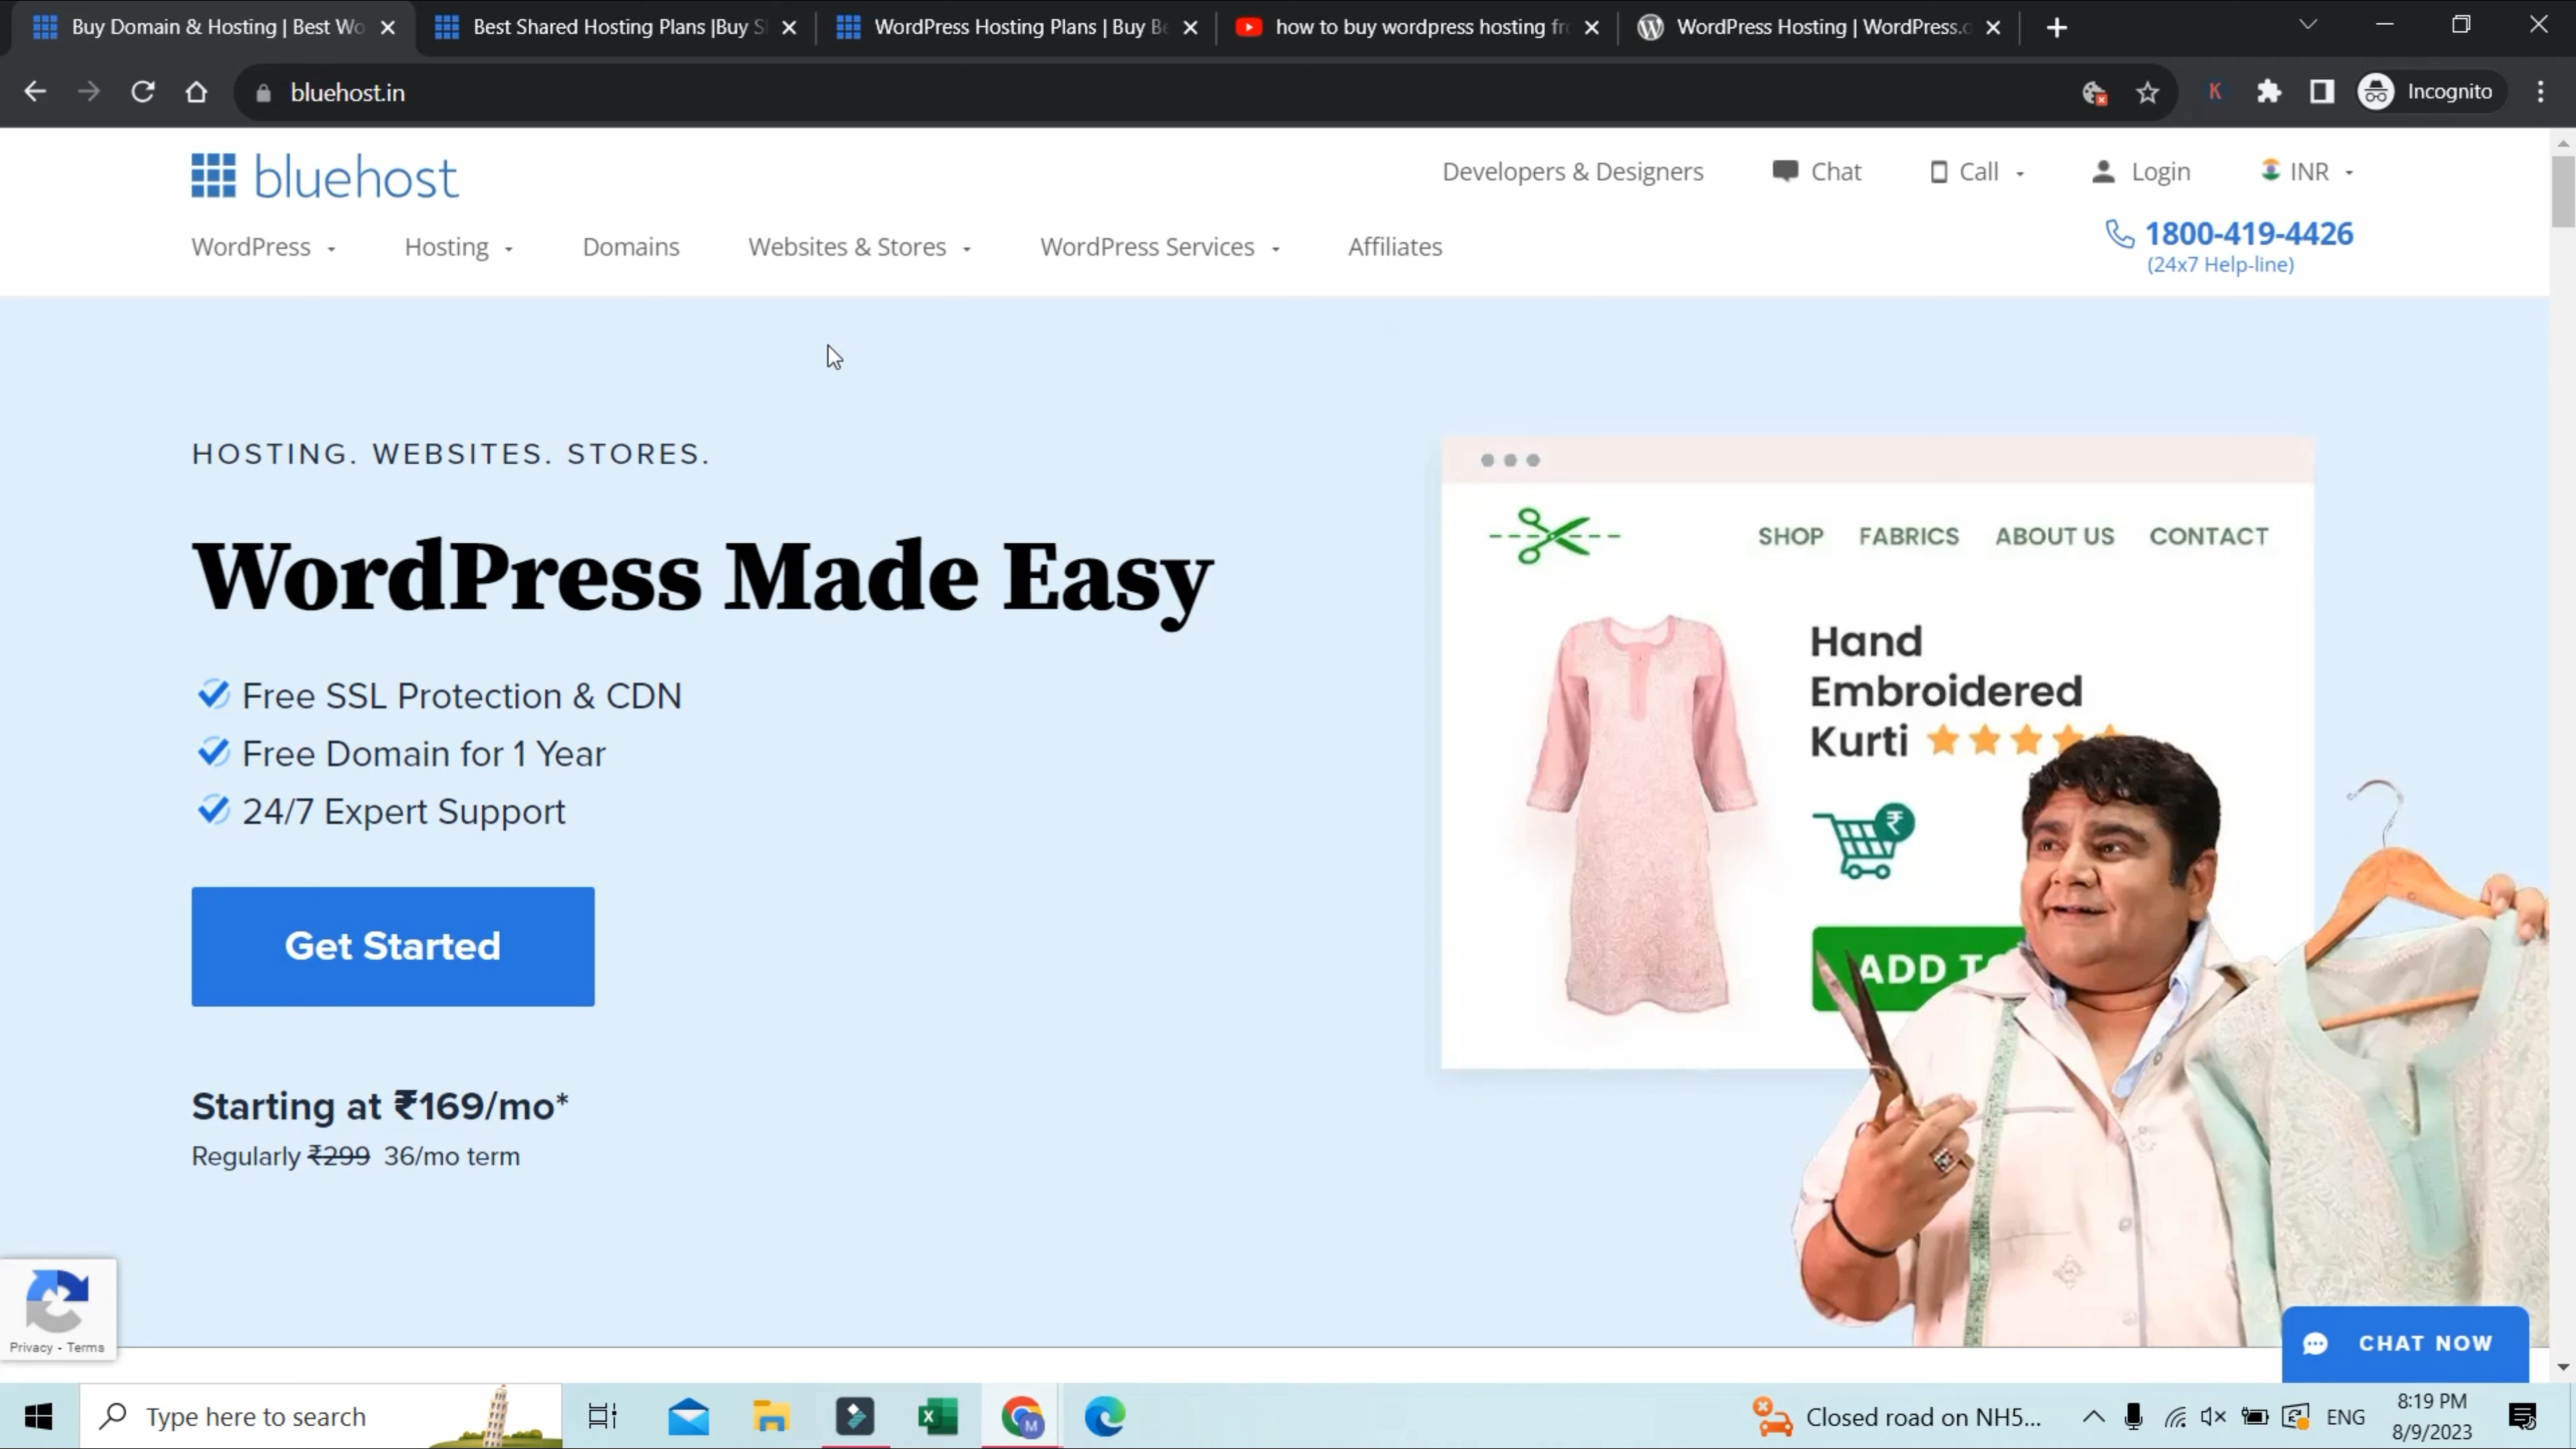 Buy Domain & Hosting | Best Wo
Best Shared Hosting Plans |Buy S
WordPress Hosting Plans | Buy Be
how to buy wordpress hosting fr
WordPress Hosting | WordPress.c
bluehost.in
K
Incognito
bluehost
Developers & Designers
Chat
Call
Login
INR
WordPress
Hosting
Domains
Websites & Stores
WordPress Services
Affiliates
1800-419-4426
(24x7 Help-line)
HOSTING. WEBSITES. STORES.
WordPress Made Easy
Free SSL Protection & CDN
Free Domain for 1 Year
24/7 Expert Support
Get Started
Starting at ₹169/mo*
Regularly ₹299 36/mo term
SHOP FABRICS ABOUT US CONTACT
Hand
Embroidered
Kurti
₹
ADD TO
Privacy - Terms
CHAT NOW
Type here to search
M
Closed road on NH5...
ENG
8:19 PM
8/9/2023